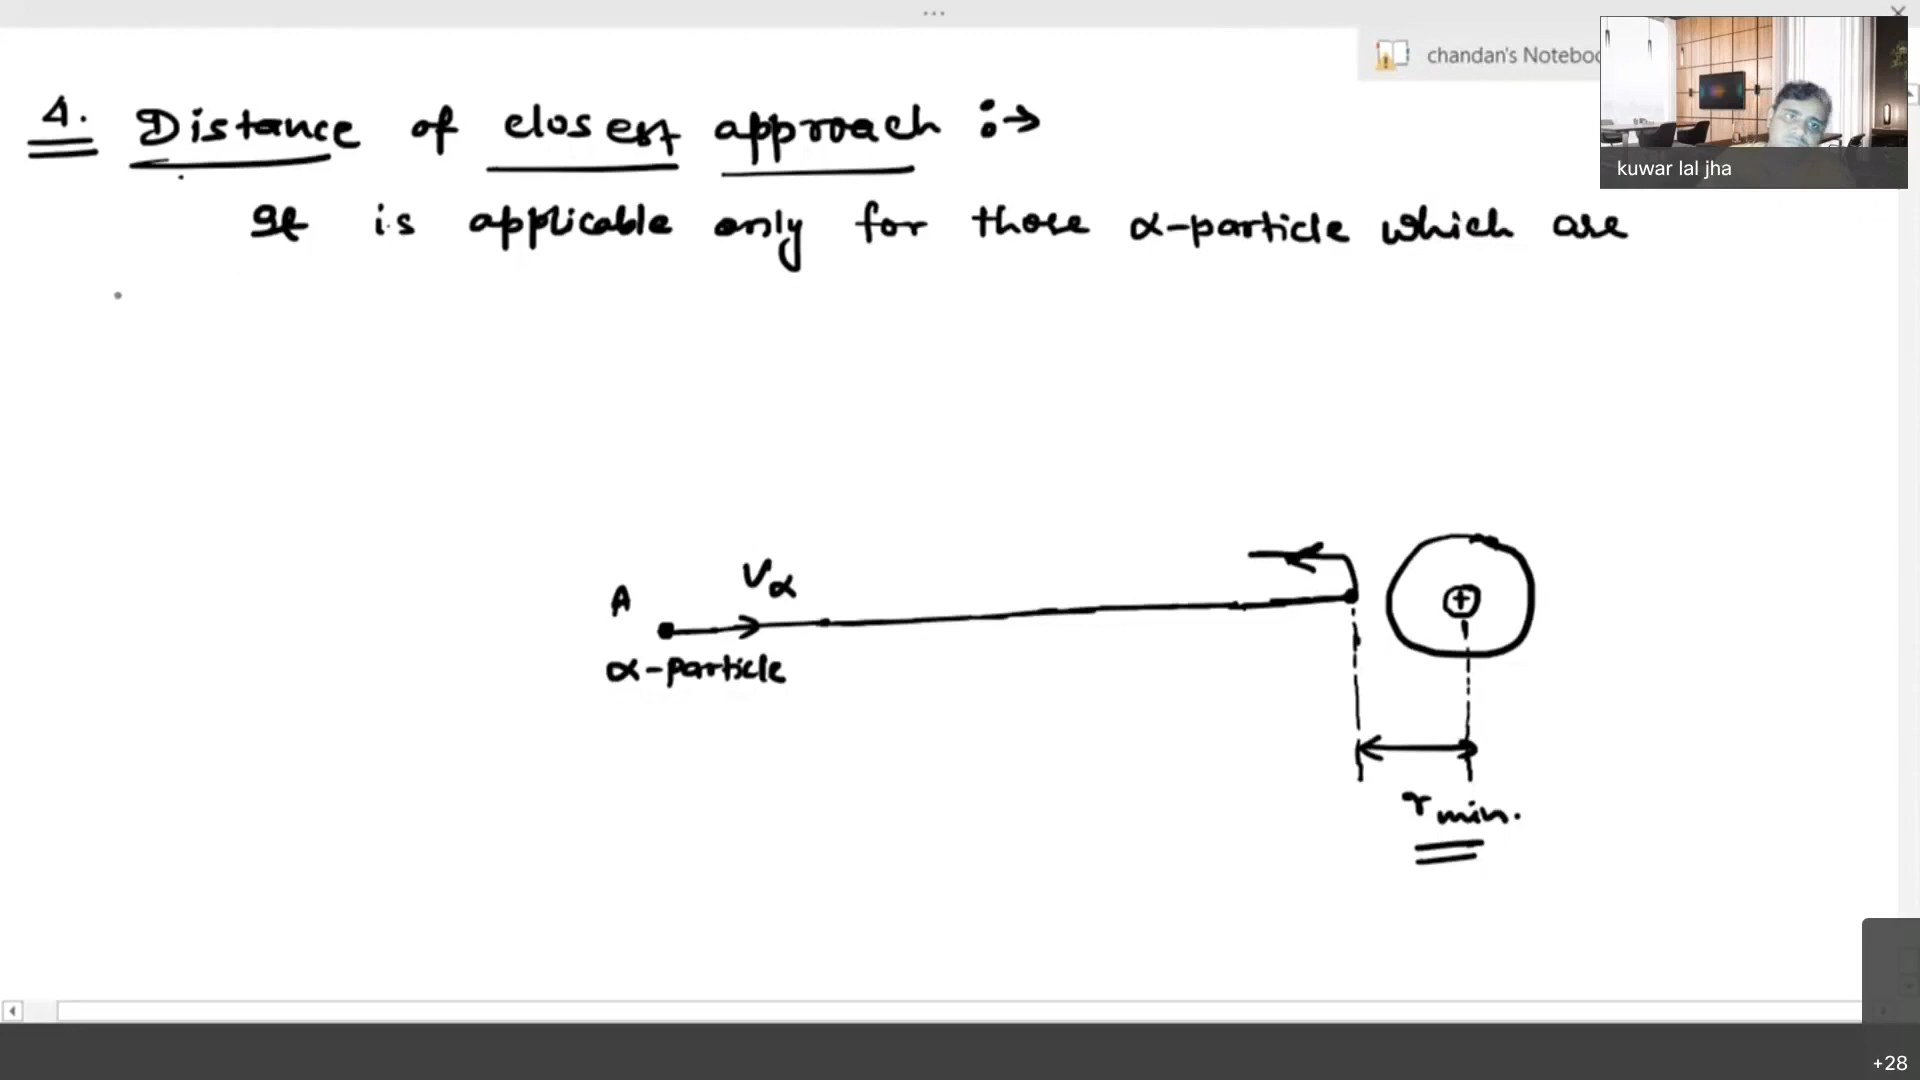 ...
chandan's Noteboo
kuwar lal jha
4. Distance of closest approach :→
It is applicable only for those α-particle which are
A
Vα
α-particle
+
rmin.
+28